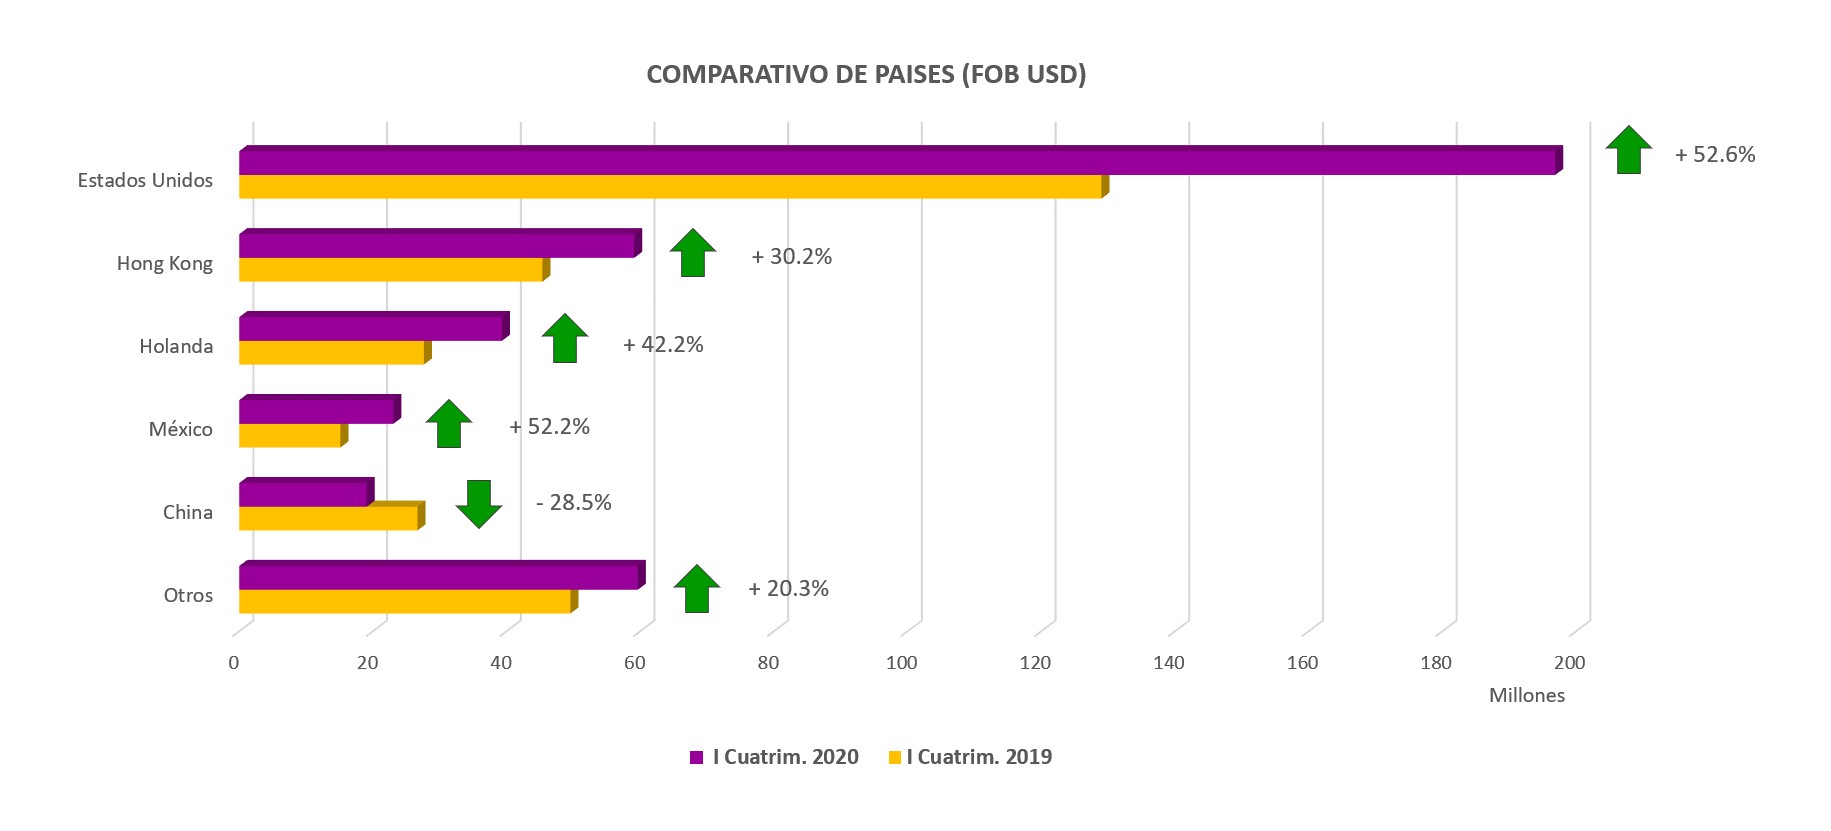 COMPARATIVO DE PAISES (FOB USD)
Estados Unidos
+ 52.6%
Hong Kong
+ 30.2%
Holanda
+ 42.2%
México
+ 52.2%
China
- 28.5%
Otros
+ 20.3%
0 20 40 60 80 100 120 140 160 180 200
Millones
I Cuatrim. 2020 I Cuatrim. 2019